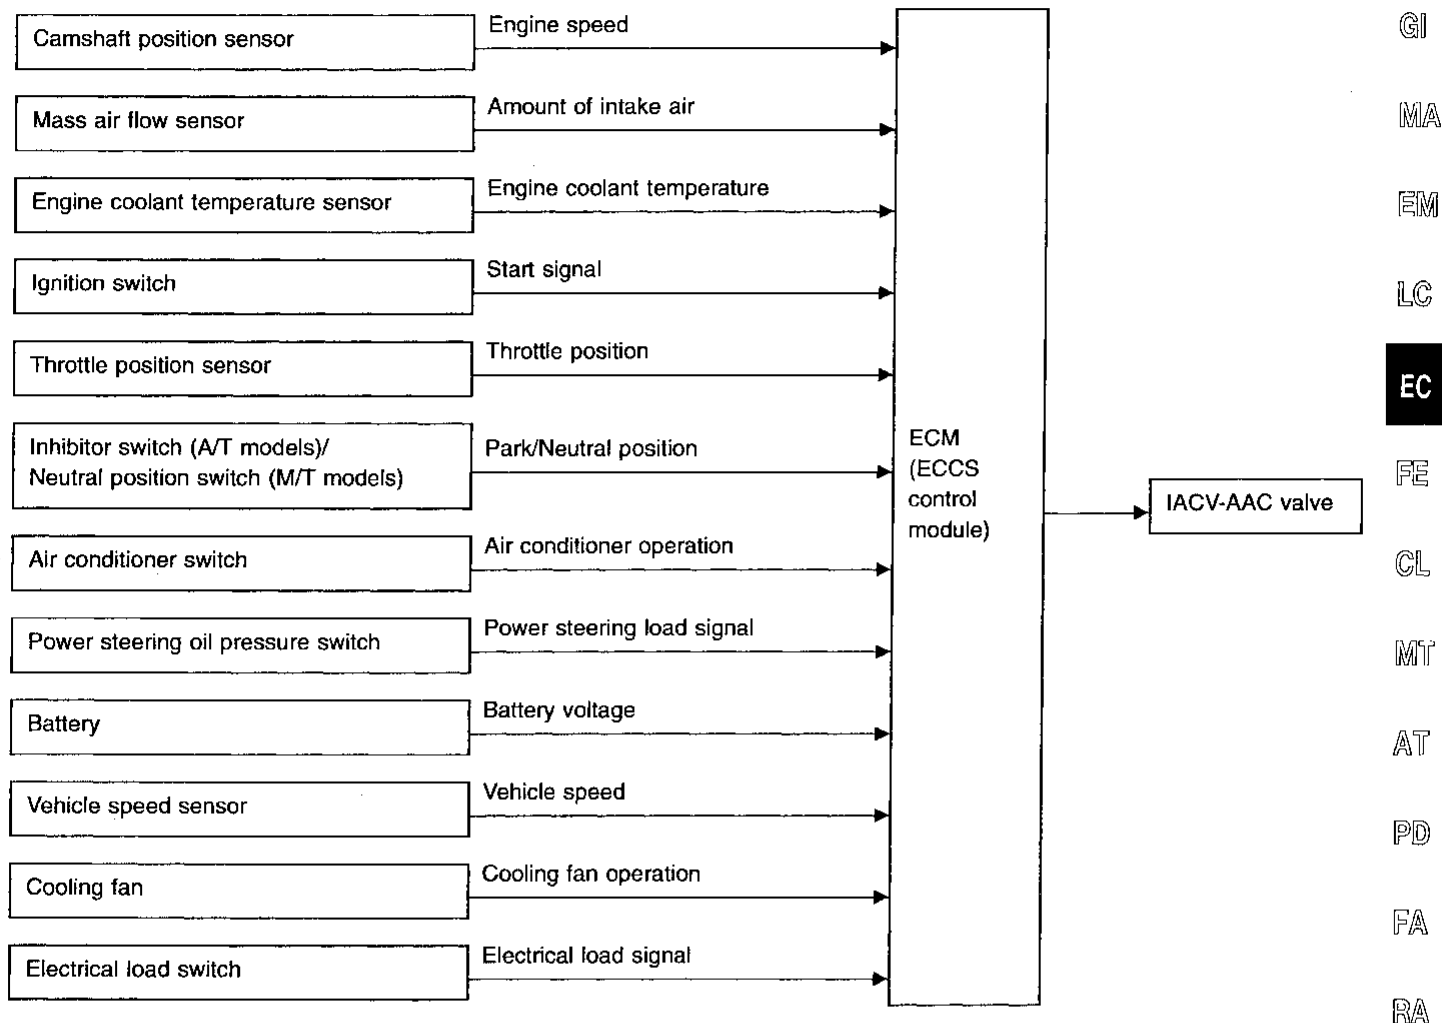 Camshaft position sensor
Engine speed
Mass air flow sensor
Amount of intake air
Engine coolant temperature sensor
Engine coolant temperature
Ignition switch
Start signal
Throttle position sensor
Throttle position
Inhibitor switch (A/T models)/
Neutral position switch (M/T models)
Park/Neutral position
Air conditioner switch
Air conditioner operation
Power steering oil pressure switch
Power steering load signal
Battery
Battery voltage
Vehicle speed sensor
Vehicle speed
Cooling fan
Cooling fan operation
Electrical load switch
Electrical load signal
ECM
(ECCS
control
module)
IACV-AAC valve
GI
MA
EM
LC
EC
FE
CL
MT
AT
PD
FA
RA